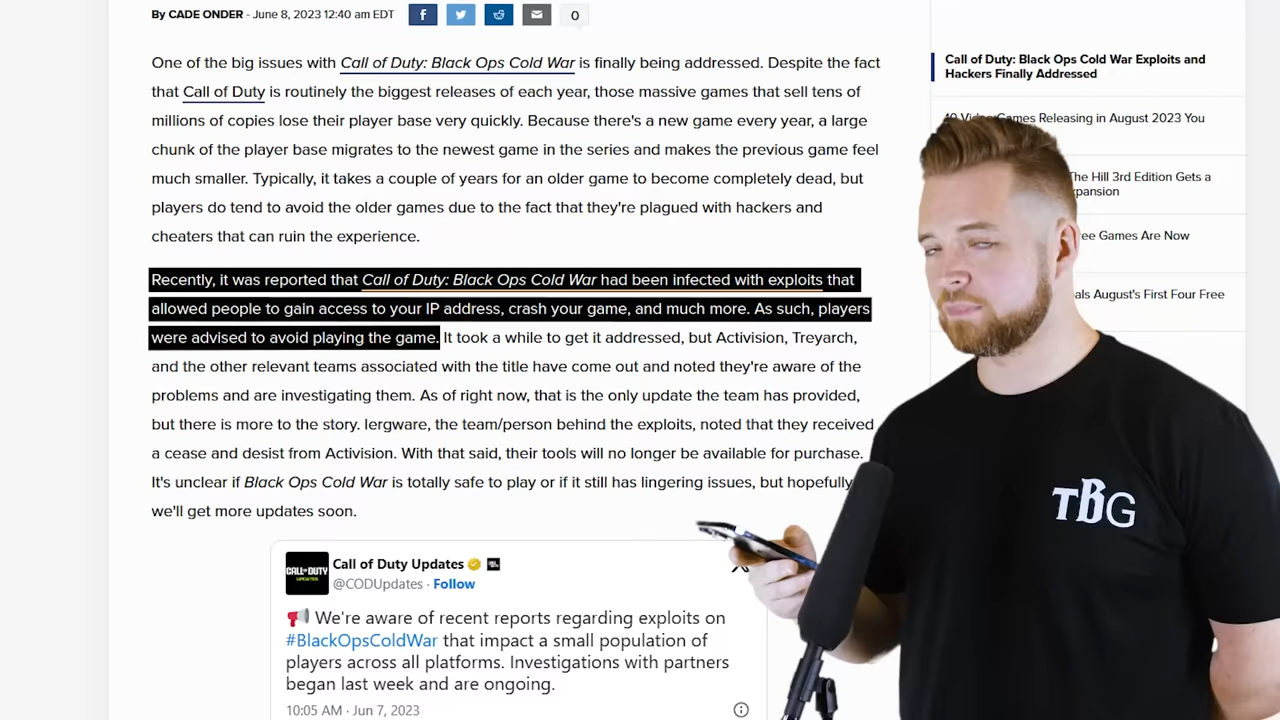 By CADE ONDER - June 8, 2023 12:40 am EDT
0
One of the big issues with Call of Duty: Black Ops Cold War is finally being addressed. Despite the fact
that Call of Duty is routinely the biggest releases of each year, those massive games that sell tens of
millions of copies lose their player base very quickly. Because there's a new game every year, a large
chunk of the player base migrates to the newest game in the series and makes the previous game feel
much smaller. Typically, it takes a couple of years for an older game to become completely dead, but
players do tend to avoid the older games due to the fact that they're plagued with hackers and
cheaters that can ruin the experience.
Recently, it was reported that Call of Duty: Black Ops Cold War had been infected with exploits that
allowed people to gain access to your IP address, crash your game, and much more. As such, players
were advised to avoid playing the game. It took a while to get it addressed, but Activision, Treyarch,
and the other relevant teams associated with the title have come out and noted they're aware of the
problems and are investigating them. As of right now, that is the only update the team has provided,
but there is more to the story. Iergware, the team/person behind the exploits, noted that they received
a cease and desist from Activision. With that said, their tools will no longer be available for purchase.
It's unclear if Black Ops Cold War is totally safe to play or if it still has lingering issues, but hopefully
we'll get more updates soon.
CALL OF DUTY
UPDATES
Call of Duty Updates
@CODUpdates · Follow
We're aware of recent reports regarding exploits on
#BlackOpsColdWar that impact a small population of
players across all platforms. Investigations with partners
began last week and are ongoing.
10:05 AM · Jun 7, 2023
Call of Duty: Black Ops Cold War Exploits and
Hackers Finally Addressed
Games Releasing in August 2023 You
The Hill 3rd Edition Gets a
Games Are Now
August's First Four Free
TBG